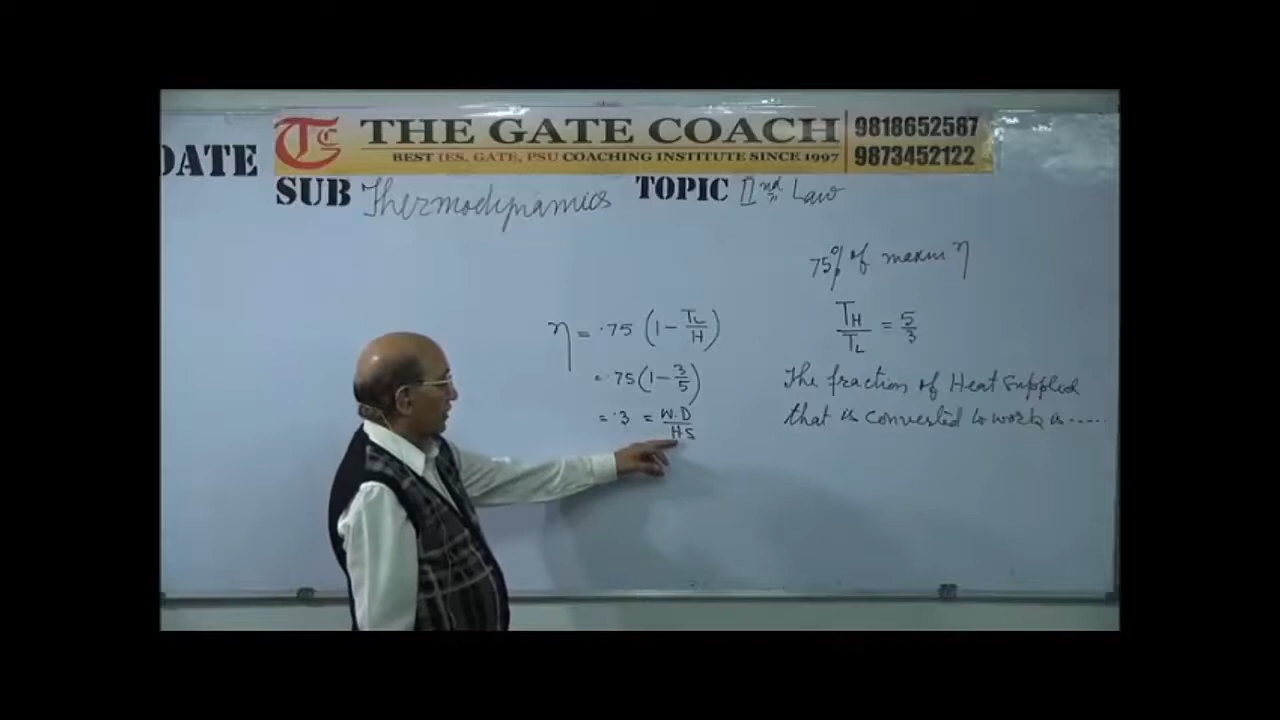 THE GATE COACH
BEST IES, GATE, PSU COACHING INSTITUTE SINCE 1997
9818652587
9873452122
DATE
SUB Thermodynamics TOPIC IInd Law
75% of maxm η
TH/TL = 5/3
The fraction of Heat Supplied
that is converted to work is .....
η = .75 (1 - TL/H)
= .75 (1 - 3/5)
= .3 = W.D/HS